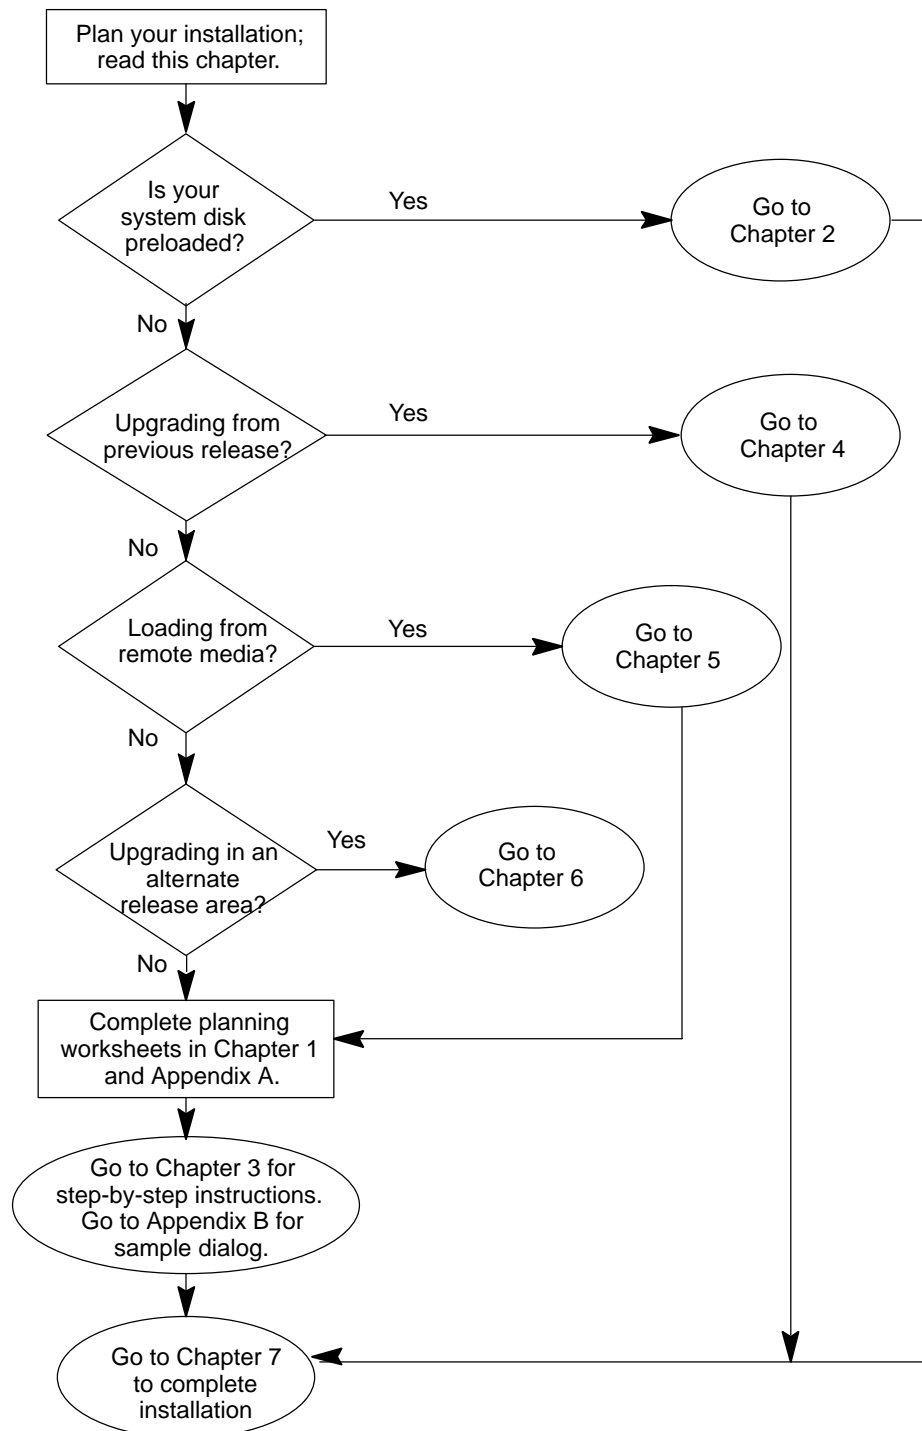 Plan your installation;
read this chapter.
Is your
system disk
preloaded?
Yes
Go to
Chapter 2
No
Upgrading from
previous release?
Yes
Go to
Chapter 4
No
Loading from
remote media?
Yes
Go to
Chapter 5
No
Upgrading in an
alternate
release area?
Yes
Go to
Chapter 6
No
Complete planning
worksheets in Chapter 1
and Appendix A.
Go to Chapter 3 for
step-by-step instructions.
Go to Appendix B for
sample dialog.
Go to Chapter 7
to complete
installation